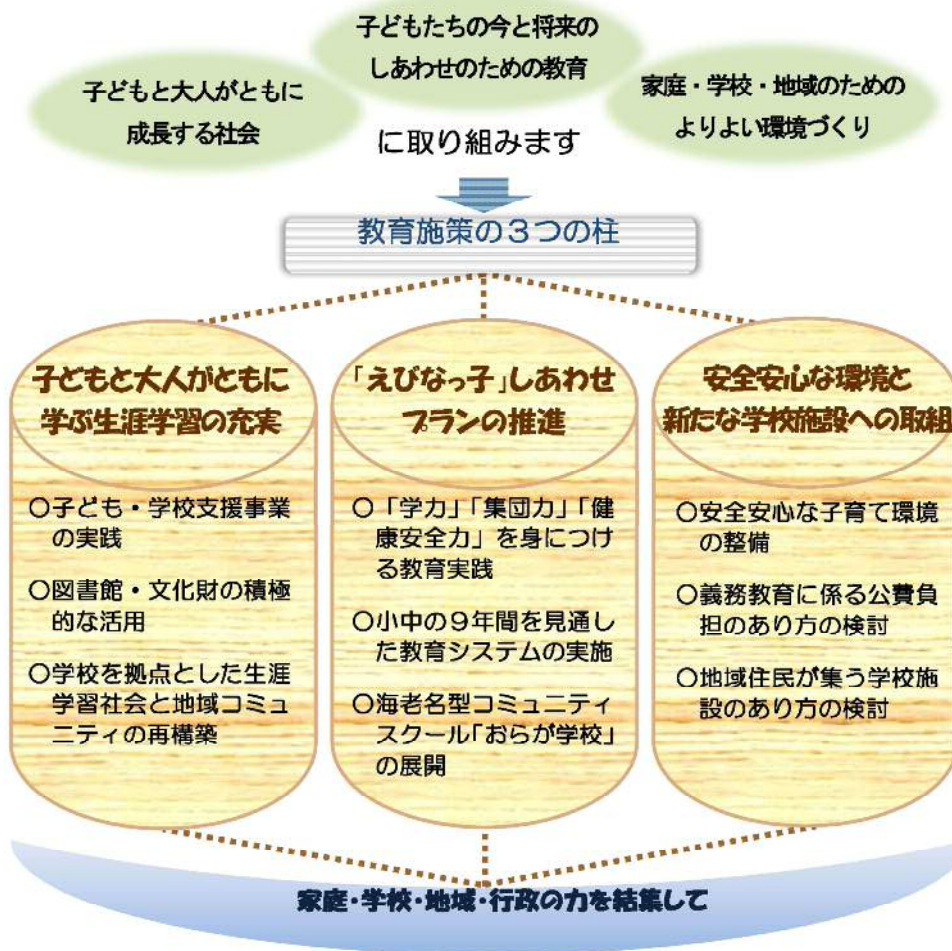 子どもたちの今と将来の
しあわせのための教育
子どもと大人がともに
成長する社会
家庭・学校・地域のための
よりよい環境づくり
に取り組みます
教育施策の３つの柱
子どもと大人がともに
学ぶ生涯学習の充実
○子ども・学校支援事業
の実践
○図書館・文化財の積極
的な活用
○学校を拠点とした生涯
学習社会と地域コミュ
ニティの再構築
「えびなっ子」しあわせ
プランの推進
○「学力」「集団力」「健
康安全力」を身につけ
る教育実践
○小中の９年間を見通し
た教育システムの実施
○海老名型コミュニティ
スクール「おらが学校」
の展開
安全安心な環境と
新たな学校施設への取組
○安全安心な子育て環境
の整備
○義務教育に係る公費負
担のあり方の検討
○地域住民が集う学校施
設のあり方の検討
家庭・学校・地域・行政の力を結集して